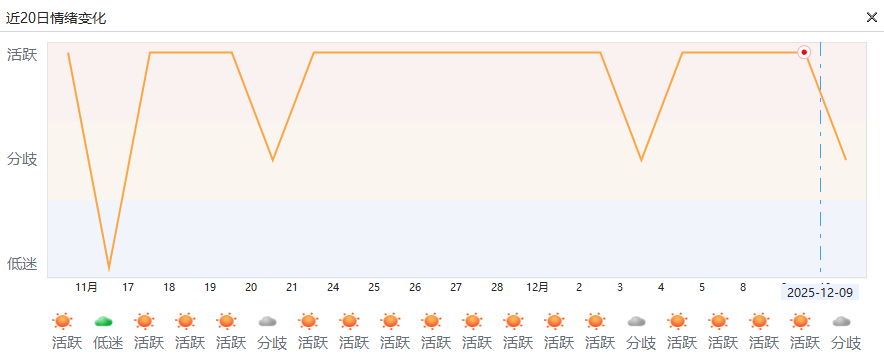 近20日情绪变化
活跃
分歧
低迷
11月 17 18 19 20 21 24 25 26 27 28 12月 2 3 4 5 8
2025-12-09
活跃 低迷 活跃 活跃 活跃 分歧 活跃 活跃 活跃 活跃 活跃 活跃 活跃 活跃 分歧 活跃 活跃 活跃 活跃 分歧